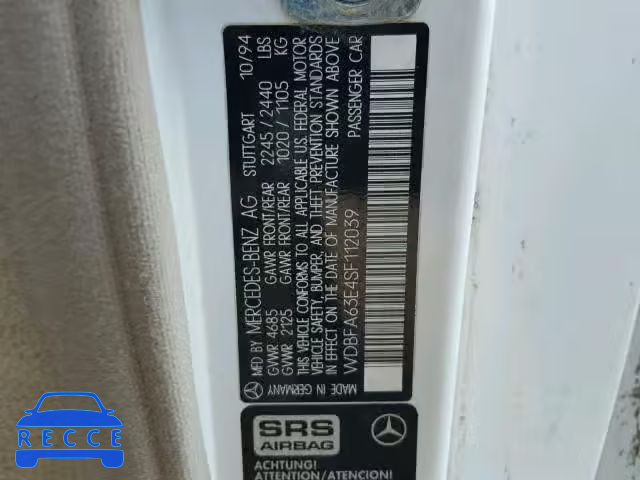 MFD BY MERCEDES-BENZ AG STUTTGART 10/94
GVWR 4685 GAWR FRONT/REAR 2245/2440 LBS
GVWR 2125 GAWR FRONT/REAR 1020/1105 KG
THIS VEHICLE CONFORMS TO ALL APPLICABLE U.S. FEDERAL MOTOR
VEHICLE SAFETY, BUMPER, AND THEFT PREVENTION STANDARDS
IN EFFECT ON THE DATE OF MANUFACTURE SHOWN ABOVE
WDBFA63E4SF112039 PASSENGER CAR
MADE IN GERMANY
SRS
AIRBAG
ACHTUNG!
ATTENTION/ATENCION!
RECCE